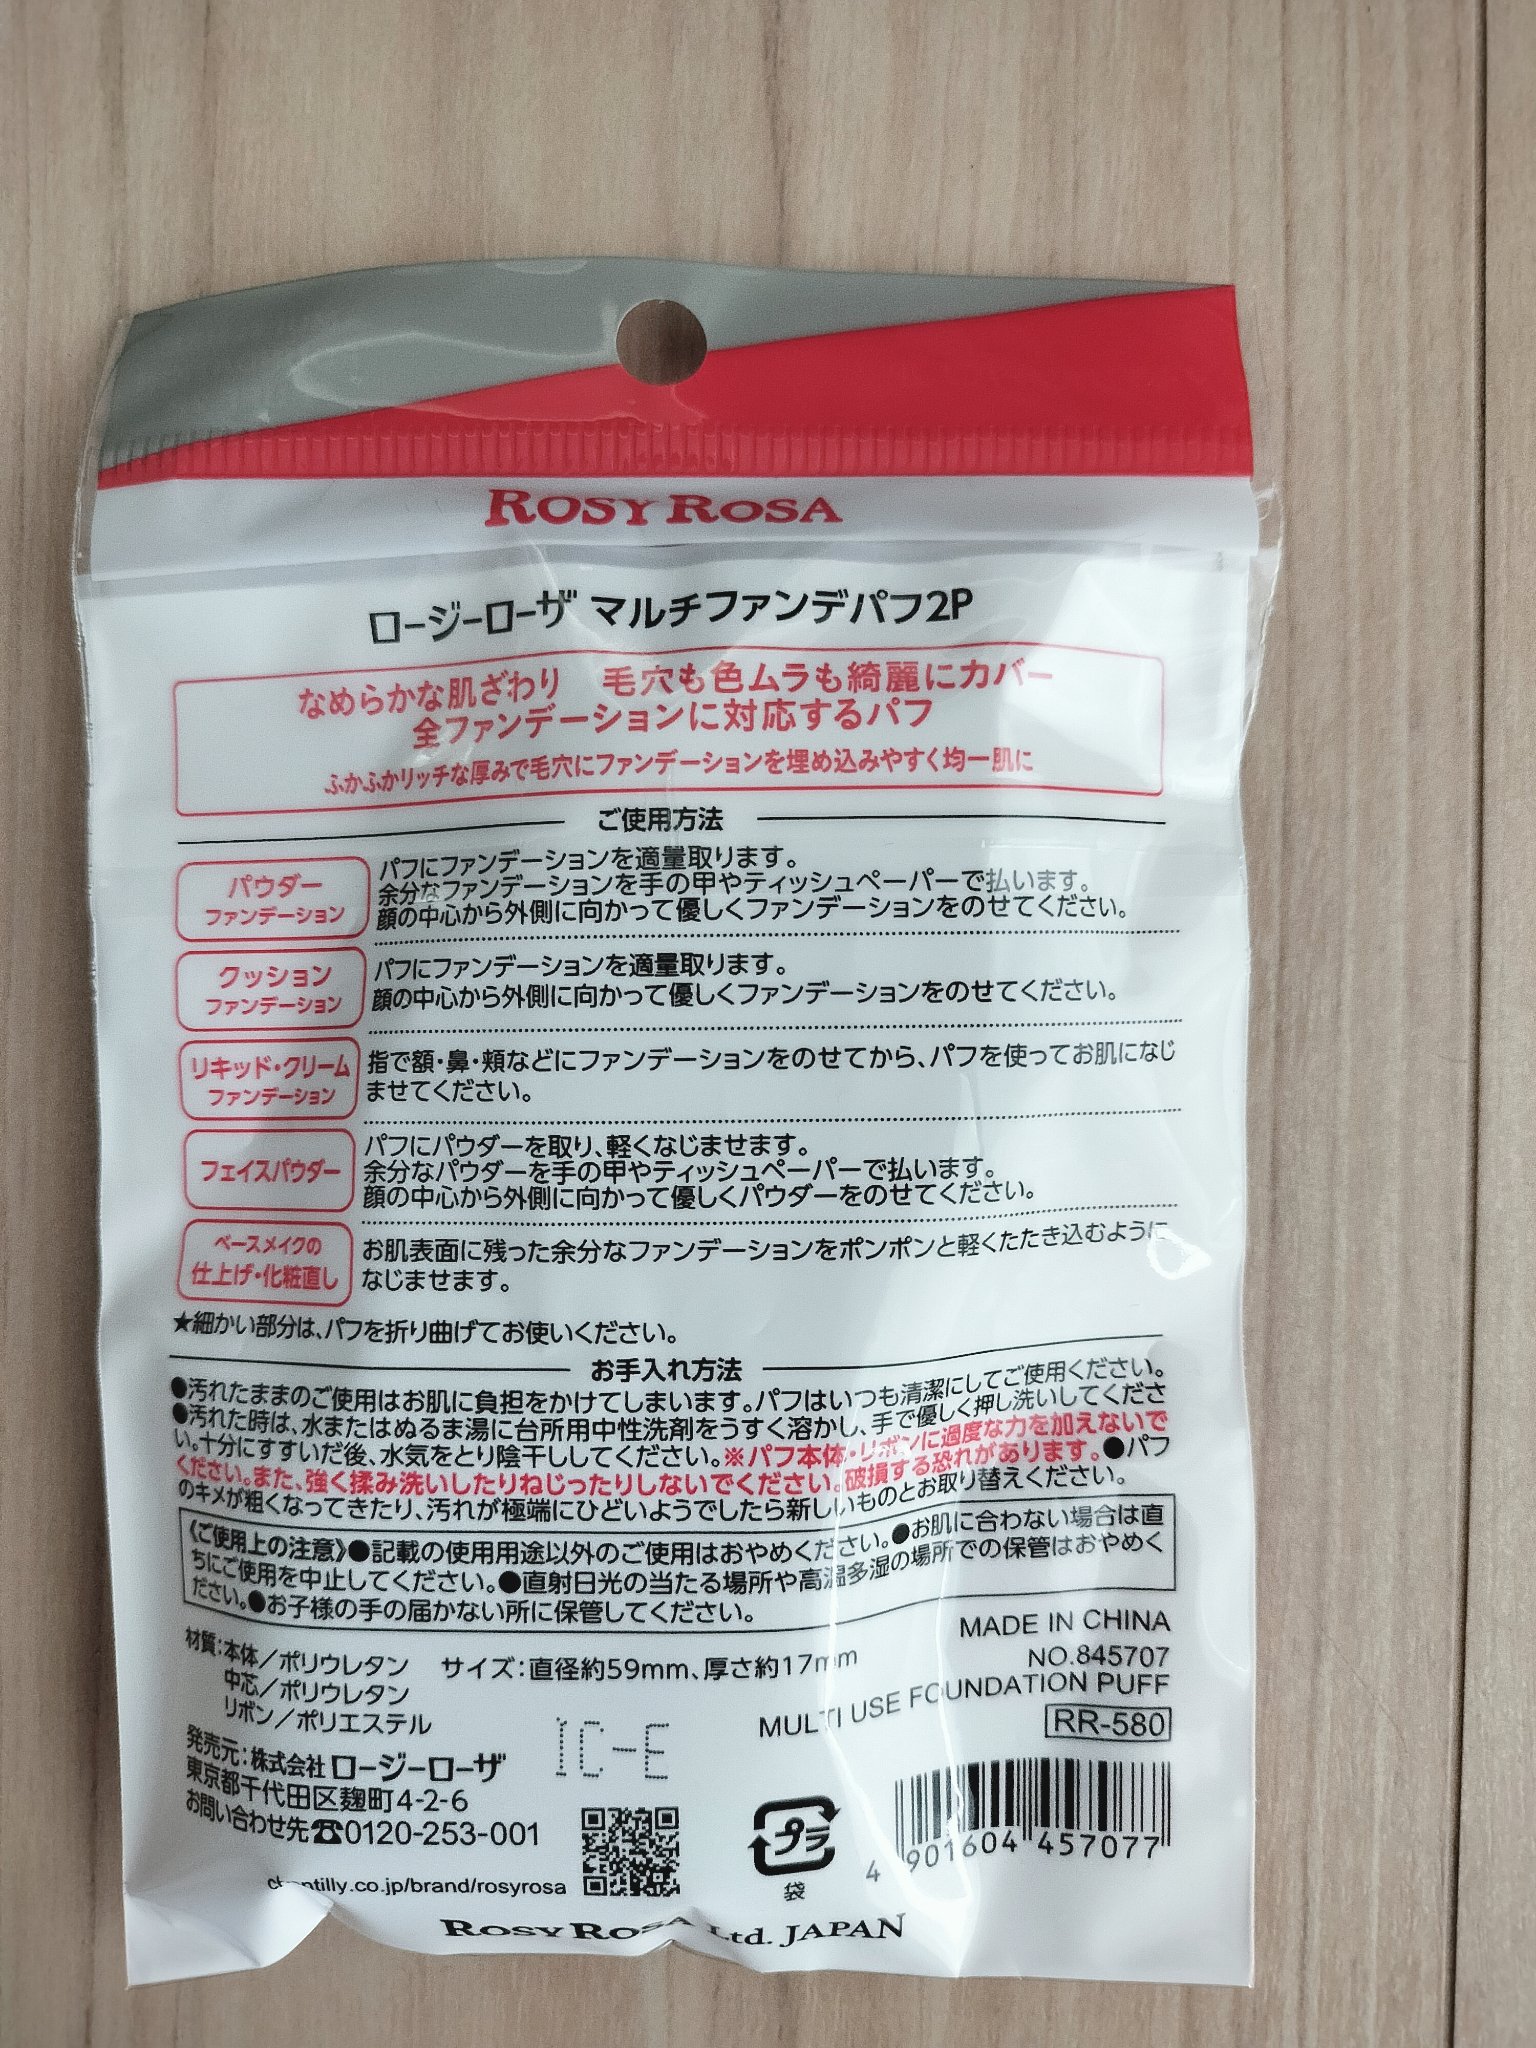 ROSY ROSA
ロージーローザ マルチファンデパフ2P
なめらかな肌ざわり 毛穴も色ムラも綺麗にカバー
全ファンデーションに対応するパフ
ふかふかリッチな厚みで毛穴にファンデーションを埋め込みやすく均一肌に
ご使用方法
パウダー
ファンデーション
パフにファンデーションを適量取ります。
余分なファンデーションを手の甲やティッシュペーパーで払います。
顔の中心から外側に向かって優しくファンデーションをのせてください。
クッション
ファンデーション
パフにファンデーションを適量取ります。
顔の中心から外側に向かって優しくファンデーションをのせてください。
リキッド・クリーム
ファンデーション
指で額・鼻・頬などにファンデーションをのせてから、パフを使ってお肌になじ
ませてください。
フェイスパウダー
パフにパウダーを取り、軽くなじませます。
余分なパウダーを手の甲やティッシュペーパーで払います。
顔の中心から外側に向かって優しくパウダーをのせてください。
ベースメイクの
仕上げ・化粧直し
お肌表面に残った余分なファンデーションをポンポンと軽くたたき込むように
なじませます。
★細かい部分は、パフを折り曲げてお使いください。
お手入れ方法
●汚れたままのご使用はお肌に負担をかけてしまいます。パフはいつも清潔にしてご使用ください。
●汚れた時は、水またはぬるま湯に台所用中性洗剤をうすく溶かし、手で優しく押し洗いしてくださ
い。十分にすすいだ後、水気をとり陰干ししてください。※パフ本体・リボンに過度な力を加えないで
ください。また、強く揉み洗いしたりねじったりしないでください。破損する恐れがあります。●パフ
のキメが粗くなってきたり、汚れが極端にひどいようでしたら新しいものとお取り替えください。
《ご使用上の注意》●記載の使用用途以外のご使用はおやめください。●お肌に合わない場合は直
ちにご使用を中止してください。●直射日光の当たる場所や高温多湿の場所での保管はおやめく
ださい。●お子様の手の届かない所に保管してください。
材質:本体/ポリウレタン
中芯/ポリウレタン
リボン/ポリエステル
サイズ:直径約59mm、厚さ約17mm
MADE IN CHINA
NO.845707
MULTI USE FOUNDATION PUFF
RR-580
IC-E
発売元:株式会社 ロージーローザ
東京都千代田区麹町4-2-6
お問い合わせ先☎0120-253-001
chantilly.co.jp/brand/rosyrosa
プラ
袋
4 901604 457077
ROSY ROSA Ltd. JAPAN